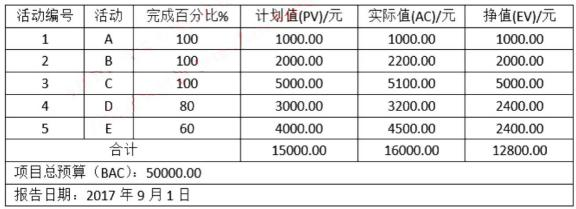 活动编号 活动 完成百分比% 计划值(PV)/元 实际值(AC)/元 挣值(EV)/元
1 A 100 1000.00 1000.00 1000.00
2 B 100 2000.00 2200.00 2000.00
3 C 100 5000.00 5100.00 5000.00
4 D 80 3000.00 3200.00 2400.00
5 E 60 4000.00 4500.00 2400.00
合计 15000.00 16000.00 12800.00
项目总预算（BAC）：50000.00
报告日期：2017 年 9 月 1 日